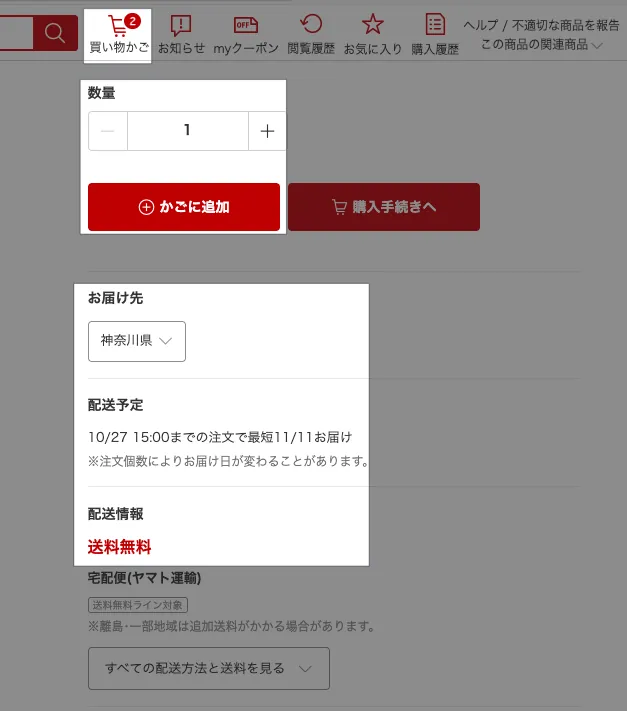 2
買い物かご
お知らせ
OFF
myクーポン
閲覧履歴
お気に入り
購入履歴
ヘルプ / 不適切な商品を報告
この商品の関連商品
数量
1
かごに追加
購入手続きへ
お届け先
神奈川県
配送予定
10/27 15:00までの注文で最短11/11お届け
※注文個数によりお届け日が変わることがあります。
配送情報
送料無料
宅配便(ヤマト運輸)
送料無料ライン対象
※離島･一部地域は追加送料がかかる場合があります。
すべての配送方法と送料を見る